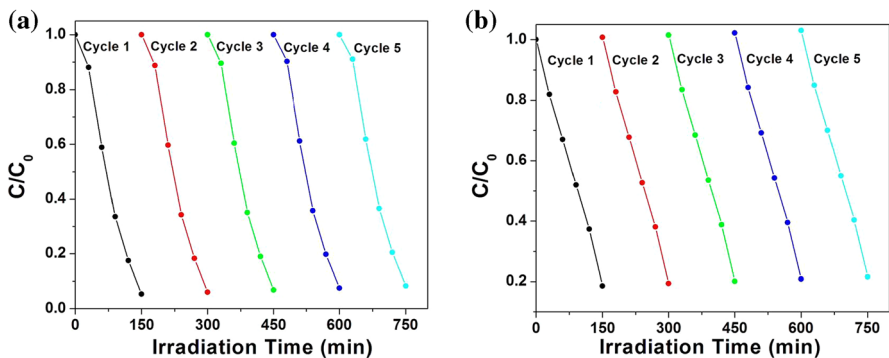 (a)
1.0
0.8
0.6
0.4
0.2
0.0
C/C0
Cycle 1
Cycle 2
Cycle 3
Cycle 4
Cycle 5
0 150 300 450 600 750
Irradiation Time (min)
(b)
1.0
0.8
0.6
0.4
0.2
C/C0
Cycle 1
Cycle 2
Cycle 3
Cycle 4
Cycle 5
0 150 300 450 600 750
Irradiation Time (min)